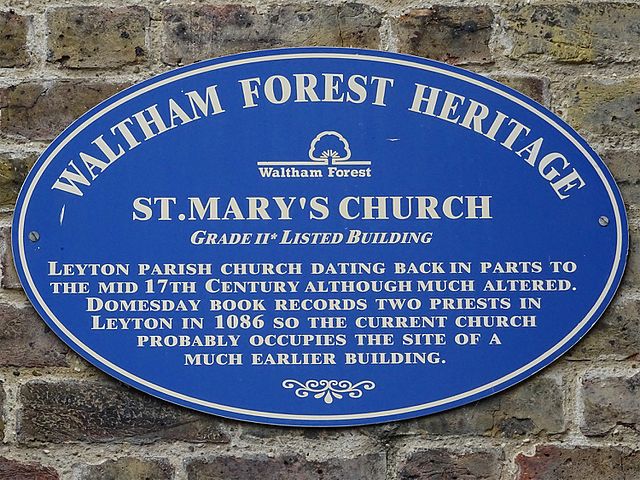 WALTHAM FOREST HERITAGE
Waltham Forest
ST.MARY'S CHURCH
GRADE II* LISTED BUILDING
LEYTON PARISH CHURCH DATING BACK IN PARTS TO
THE MID 17TH CENTURY ALTHOUGH MUCH ALTERED.
DOMESDAY BOOK RECORDS TWO PRIESTS IN
LEYTON IN 1086 SO THE CURRENT CHURCH
PROBABLY OCCUPIES THE SITE OF A
MUCH EARLIER BUILDING.